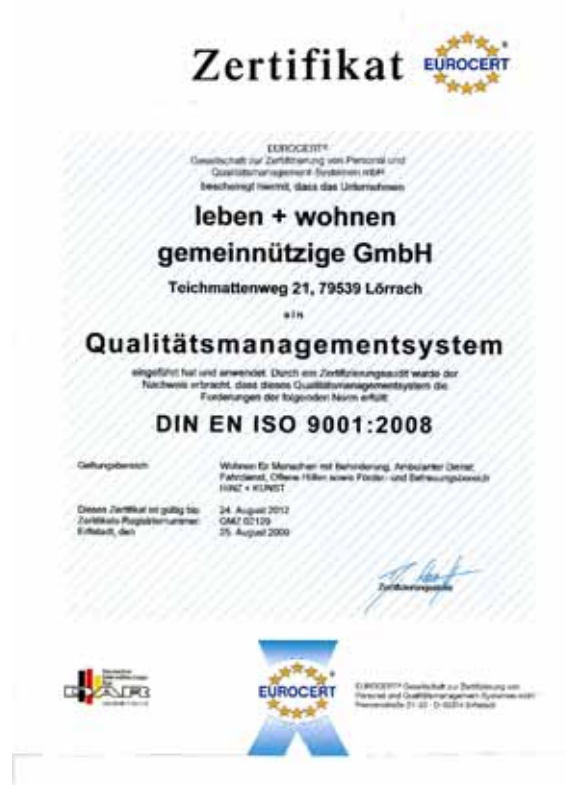 Zertifikat
EUROCERT
EUROCERT®
Gesellschaft zur Zertifizierung von Personal und
Qualitätsmanagement-Systemen mbH
bescheinigt hiermit, dass das Unternehmen
leben + wohnen
gemeinnützige GmbH
Teichmattenweg 21, 79539 Lörrach
ein
Qualitätsmanagementsystem
eingeführt hat und anwendet. Durch ein Zertifizierungsaudit wurde der
Nachweis erbracht, dass dieses Qualitätsmanagementsystem die
Forderungen der folgenden Norm erfüllt:
DIN EN ISO 9001:2008
Geltungsbereich: Wohnen für Menschen mit Behinderung, Ambulanter Dienst,
Fahrdienst, Offene Hilfen sowie Förder- und Betreuungsbereich
HINZ + KUNST
Dieses Zertifikat ist gültig bis: 24. August 2012
Zertifikats-Registriernummer: QMZ 02120
Erftstadt, den 25. August 2009
Zertifizierungsstelle
DAR
EUROCERT
EUROCERT® Gesellschaft zur Zertifizierung von
Personal und Qualitätsmanagement-Systemen mbH